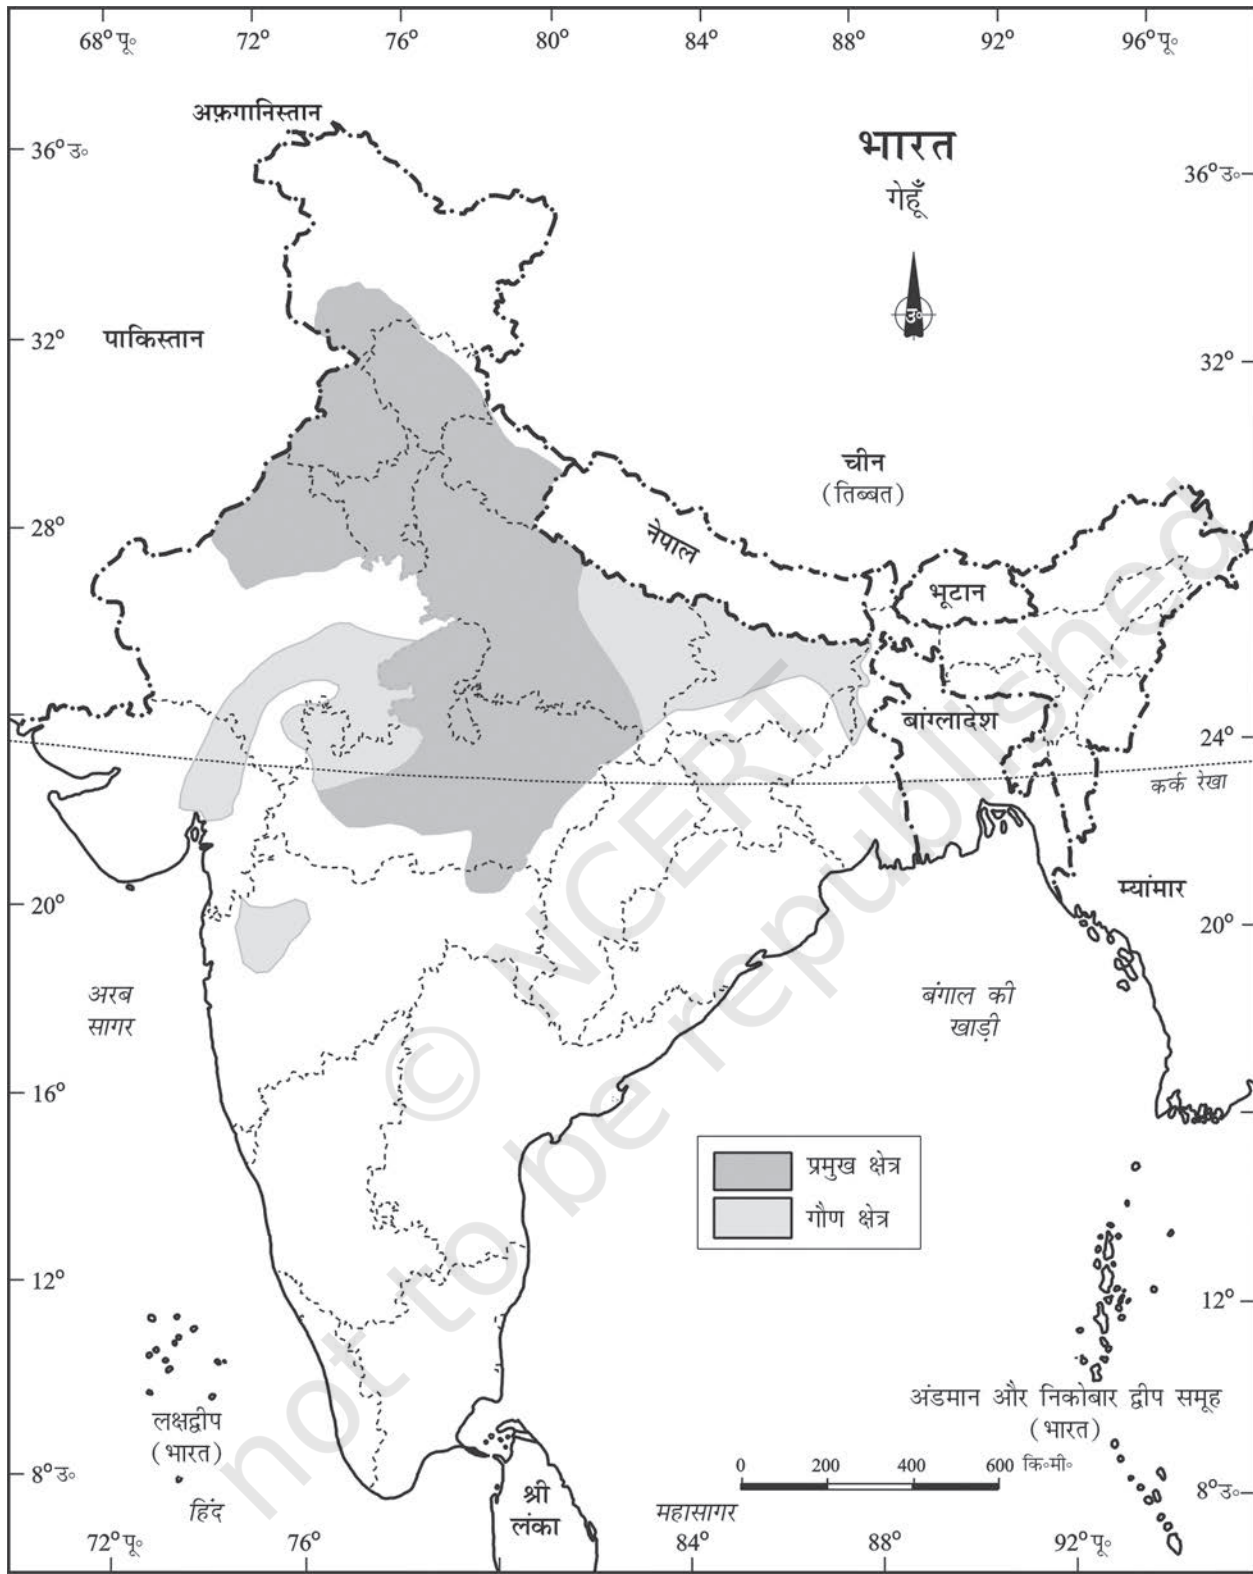 68° पू॰ 72° 76° 80° 84° 88° 92° 96° पू॰
अफ़गानिस्तान
36° उ॰
भारत
36° उ॰
गेहूँ
उ॰
पाकिस्तान
32°
32°
चीन
(तिब्बत)
28°
नेपाल
भूटान
बांग्लादेश
24°
कर्क रेखा
म्यांमार
20°
20°
अरब
सागर
बंगाल की
खाड़ी
© NCERT
not to be republished
16°
प्रमुख क्षेत्र
गौण क्षेत्र
12°
12°
लक्षद्वीप
(भारत)
अंडमान और निकोबार द्वीप समूह
(भारत)
0 200 400 600 कि॰मी॰
8° उ॰
8° उ॰
श्री
लंका
हिंद
महासागर
72° पू॰ 76° 84° 88° 92° पू॰